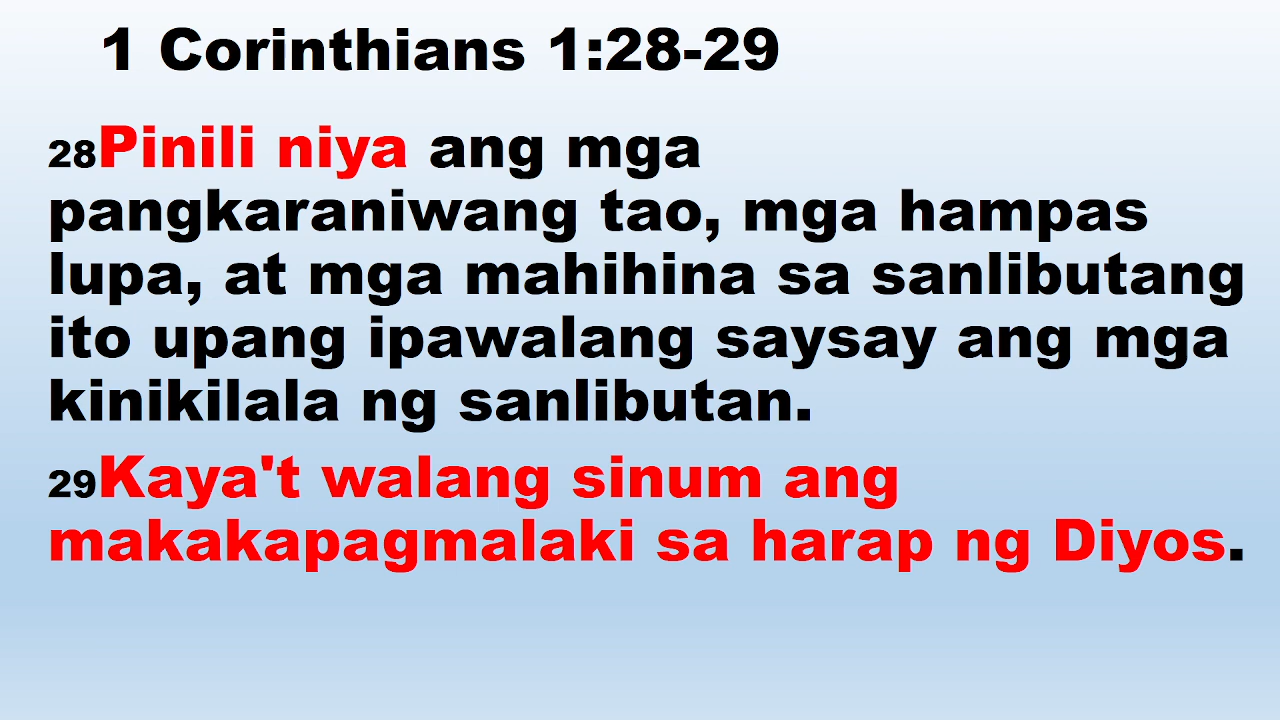 1 Corinthians 1:28-29
28Pinili niya ang mga
pangkaraniwang tao, mga hampas
lupa, at mga mahihina sa sanlibutang
ito upang ipawalang saysay ang mga
kinikilala ng sanlibutan.
29Kaya't walang sinum ang
makakapagmalaki sa harap ng Diyos.